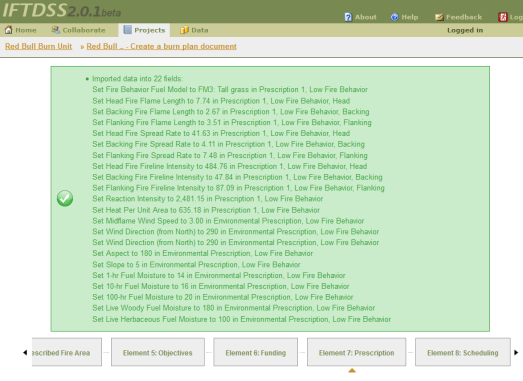 IFTDSS2.0.1beta
About Help Feedback Log
Home Collaborate Projects Data Logged in
Red Bull Burn Unit » Red Bull .. - Create a burn plan document
• Imported data into 22 fields:
Set Fire Behavior Fuel Model to FM3: Tall grass in Prescription 1, Low Fire Behavior
Set Head Fire Flame Length to 7.74 in Prescription 1, Low Fire Behavior, Head
Set Backing Fire Flame Length to 2.67 in Prescription 1, Low Fire Behavior, Backing
Set Flanking Fire Flame Length to 3.51 in Prescription 1, Low Fire Behavior, Flanking
Set Head Fire Spread Rate to 41.63 in Prescription 1, Low Fire Behavior, Head
Set Backing Fire Spread Rate to 4.11 in Prescription 1, Low Fire Behavior, Backing
Set Flanking Fire Spread Rate to 7.48 in Prescription 1, Low Fire Behavior, Flanking
Set Head Fire Fireline Intensity to 484.76 in Prescription 1, Low Fire Behavior, Head
Set Backing Fire Fireline Intensity to 47.84 in Prescription 1, Low Fire Behavior, Backing
Set Flanking Fire Fireline Intensity to 87.09 in Prescription 1, Low Fire Behavior, Flanking
Set Reaction Intensity to 2,481.15 in Prescription 1, Low Fire Behavior
Set Heat Per Unit Area to 635.18 in Prescription 1, Low Fire Behavior
Set Midflame Wind Speed to 3.00 in Environmental Prescription, Low Fire Behavior
Set Wind Direction (from North) to 290 in Environmental Prescription, Low Fire Behavior
Set Wind Direction (from North) to 290 in Environmental Prescription, Low Fire Behavior
Set Aspect to 180 in Environmental Prescription, Low Fire Behavior
Set Slope to 5 in Environmental Prescription, Low Fire Behavior
Set 1-hr Fuel Moisture to 14 in Environmental Prescription, Low Fire Behavior
Set 10-hr Fuel Moisture to 16 in Environmental Prescription, Low Fire Behavior
Set 100-hr Fuel Moisture to 20 in Environmental Prescription, Low Fire Behavior
Set Live Woody Fuel Moisture to 180 in Environmental Prescription, Low Fire Behavior
Set Live Herbaceous Fuel Moisture to 100 in Environmental Prescription, Low Fire Behavior
escribed Fire Area Element 5: Objectives Element 6: Funding Element 7: Prescription Element 8: Scheduling